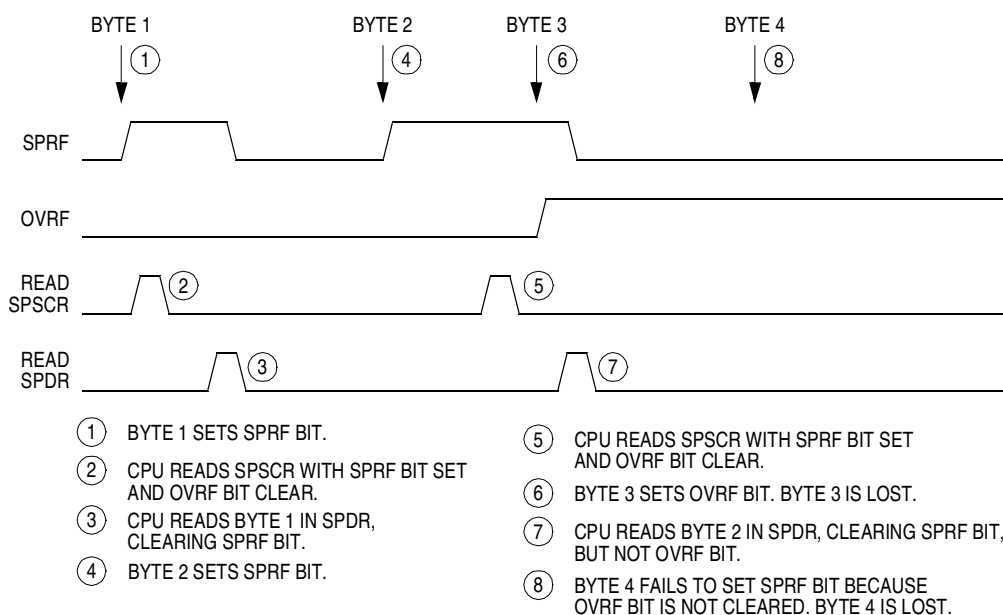 BYTE 1 BYTE 2 BYTE 3 BYTE 4
1 4 6 8
SPRF
OVRF
READ
SPSCR
2 5
READ
SPDR
3 7
1 BYTE 1 SETS SPRF BIT.
2 CPU READS SPSCR WITH SPRF BIT SET
AND OVRF BIT CLEAR.
3 CPU READS BYTE 1 IN SPDR,
CLEARING SPRF BIT.
4 BYTE 2 SETS SPRF BIT.
5 CPU READS SPSCR WITH SPRF BIT SET
AND OVRF BIT CLEAR.
6 BYTE 3 SETS OVRF BIT. BYTE 3 IS LOST.
7 CPU READS BYTE 2 IN SPDR, CLEARING SPRF BIT,
BUT NOT OVRF BIT.
8 BYTE 4 FAILS TO SET SPRF BIT BECAUSE
OVRF BIT IS NOT CLEARED. BYTE 4 IS LOST.